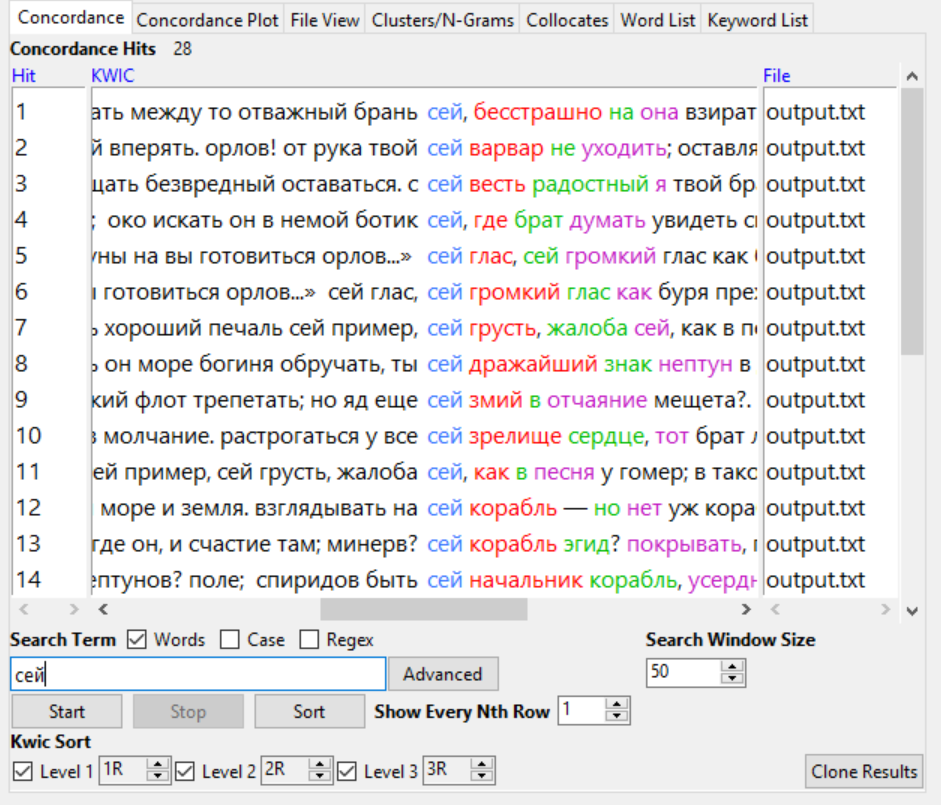 Concordance Concordance Plot File View Clusters/N-Grams Collocates Word List Keyword List
Concordance Hits 28
Hit KWIC File
1 ать между то отважный брань сей, бесстрашно на она взират output.txt
2 й вперять. орлов! от рука твой сей варвар не уходить; оставля output.txt
3 щать безвредный оставаться. с сей весть радостный я твой бр output.txt
4 ; око искать он в немой ботик сей, где брат думать увидеть output.txt
5 уны на вы готовиться орлов...» сей глас, сей громкий глас как output.txt
6 готовиться орлов...» сей глас, сей громкий глас как буря пре output.txt
7 хороший печаль сей пример, сей грусть, жалоба сей, как в output.txt
8 он море богиня обручать, ты сей дражайший знак нептун в output.txt
9 кий флот трепетать; но яд еще сей змий в отчаяние мещета?. output.txt
10 в молчание. растрогаться у все сей зрелище сердце, тот брат output.txt
11 ей пример, сей грусть, жалоба сей, как в песня у гомер; в тако output.txt
12 море и земля. взглядывать на сей корабль — но нет уж кора output.txt
13 где он, и счастие там; минерв? сей корабль эгид? покрывать, output.txt
14 ептунов? поле; спиридов быть сей начальник корабль, усерд output.txt
Search Term Words Case Regex Search Window Size
сей Advanced 50
Start Stop Sort Show Every Nth Row 1
Kwic Sort
Level 1 1R Level 2 2R Level 3 3R Clone Results